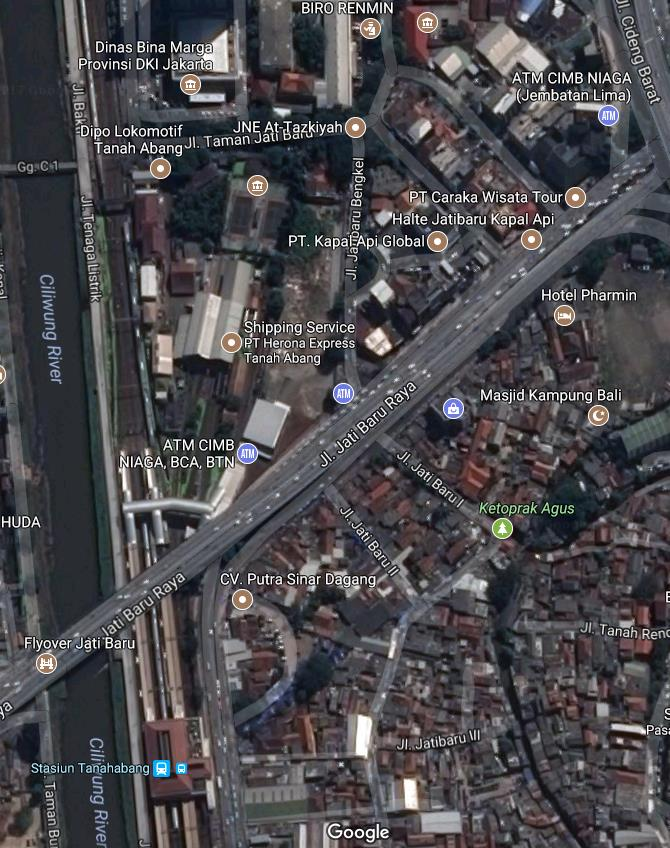 BIRO RENMIN
Jl. Cideng Barat
Dinas Bina Marga
Provinsi DKI Jakarta
ATM CIMB NIAGA
(Jembatan Lima)
ATM
Jl. Bak
Dipo Lokomotif
Tanah Abang
Jl. Taman Jati Baru
JNE At-Tazkiyah
Gg. C 1
Jl. Tenaga Listrik
Jl. Jatibaru Bengkel
PT Caraka Wisata Tour
Halte Jatibaru Kapal Api
PT. Kapal Api Global
Ciliwung River
Hotel Pharmin
Shipping Service
PT Herona Express
Tanah Abang
ATM
Jl. Jati Baru Raya
Masjid Kampung Bali
ATM CIMB
NIAGA, BCA, BTN
ATM
Jl. Jati Baru I
Ketoprak Agus
HUDA
Jl. Jati Baru II
CV. Putra Sinar Dagang
Jati Baru Raya
Flyover Jati Baru
Jl. Tanah Rend
aya
Jl. Jatibaru III
Pasa
Stasiun Tanahabang
Ciliwung River
. Taman Bu
Google